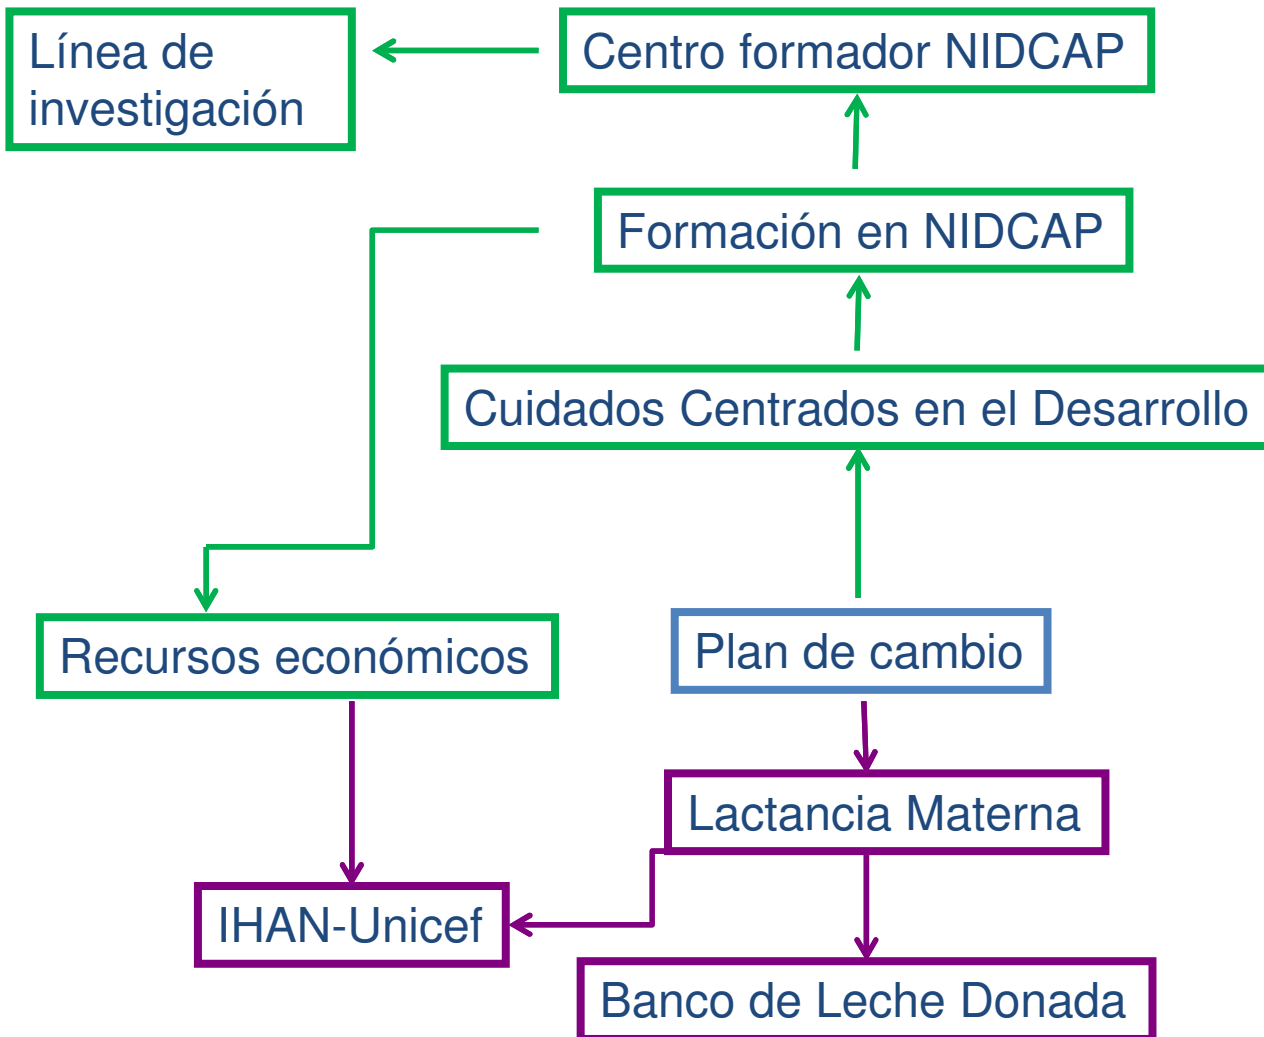 Línea de
investigación
Centro formador NIDCAP
Formación en NIDCAP
Cuidados Centrados en el Desarrollo
Recursos económicos
Plan de cambio
Lactancia Materna
IHAN-Unicef
Banco de Leche Donada